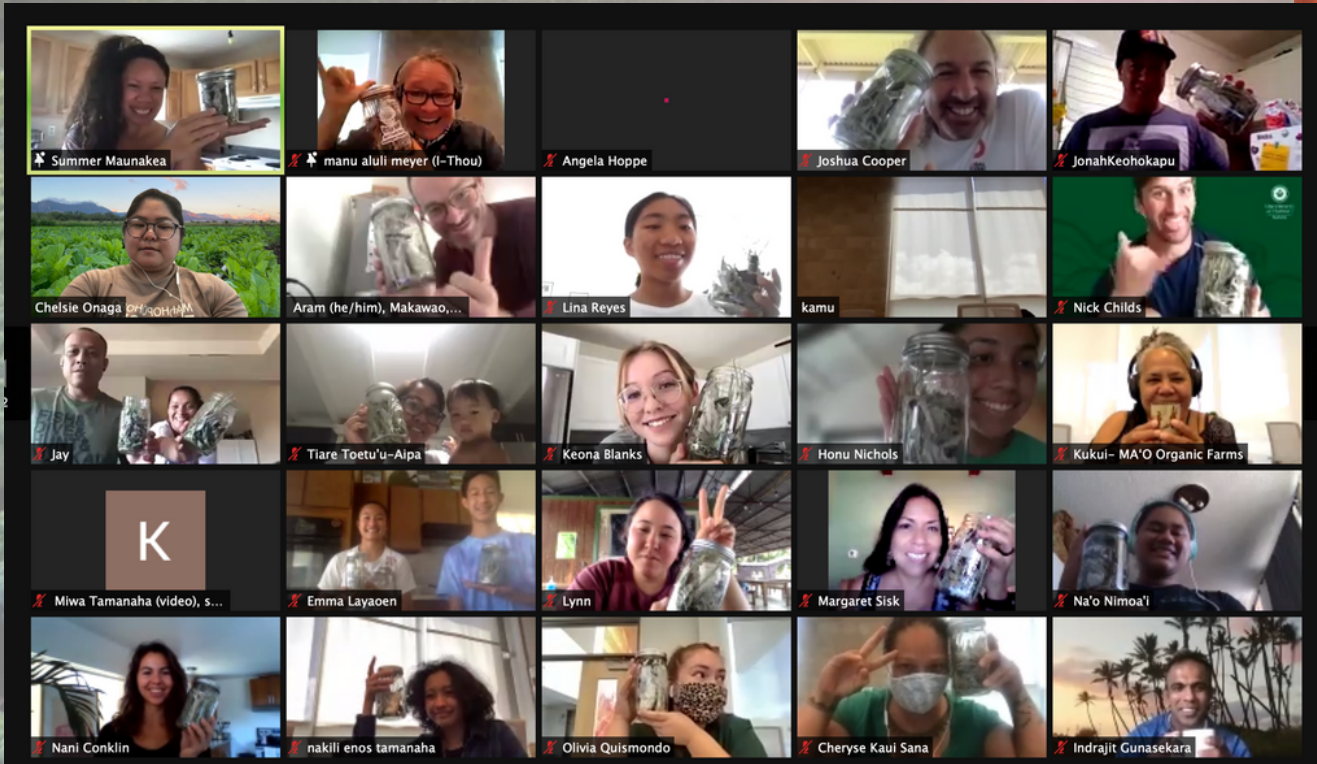 Summer Maunakea
manu aluli meyer (I-Thou)
Angela Hoppe
Joshua Cooper
JonahKeohokapu
Chelsie Onaga
Aram (he/him), Makawao,...
Lina Reyes
kamu
Nick Childs
Jay
Tiare Toetu'u-Aipa
Keona Blanks
Honu Nichols
Kukui- MA'O Organic Farms
K
Miwa Tamanaha (video), s...
Emma Layaoen
Lynn
Margaret Sisk
Na'o Nimoa'i
Nani Conklin
nakili enos tamanaha
Olivia Quismondo
Cheryse Kaui Sana
Indrajit Gunasekara